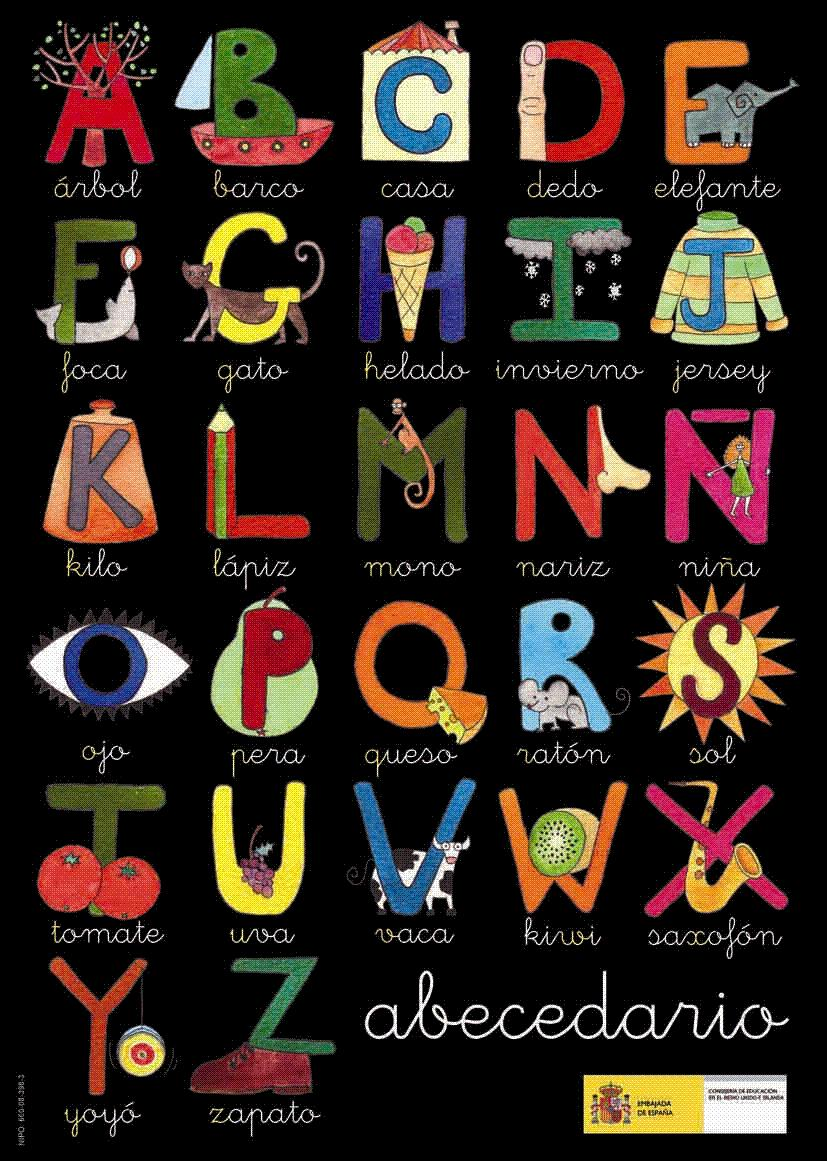 A B C D E
árbol barco casa dedo elefante
F G H I J
foca gato helado invierno jersey
K L M N Ñ
kilo lápiz mono nariz niña
O P Q R S
ojo pera queso ratón sol
T U V W X
tomate uva vaca kiwi saxofón
Y Z
abecedario
yoyó zapato
EMBAJADA
DE ESPAÑA
CONSEJERÍA DE EDUCACIÓN
EN EL REINO UNIDO E IRLANDA